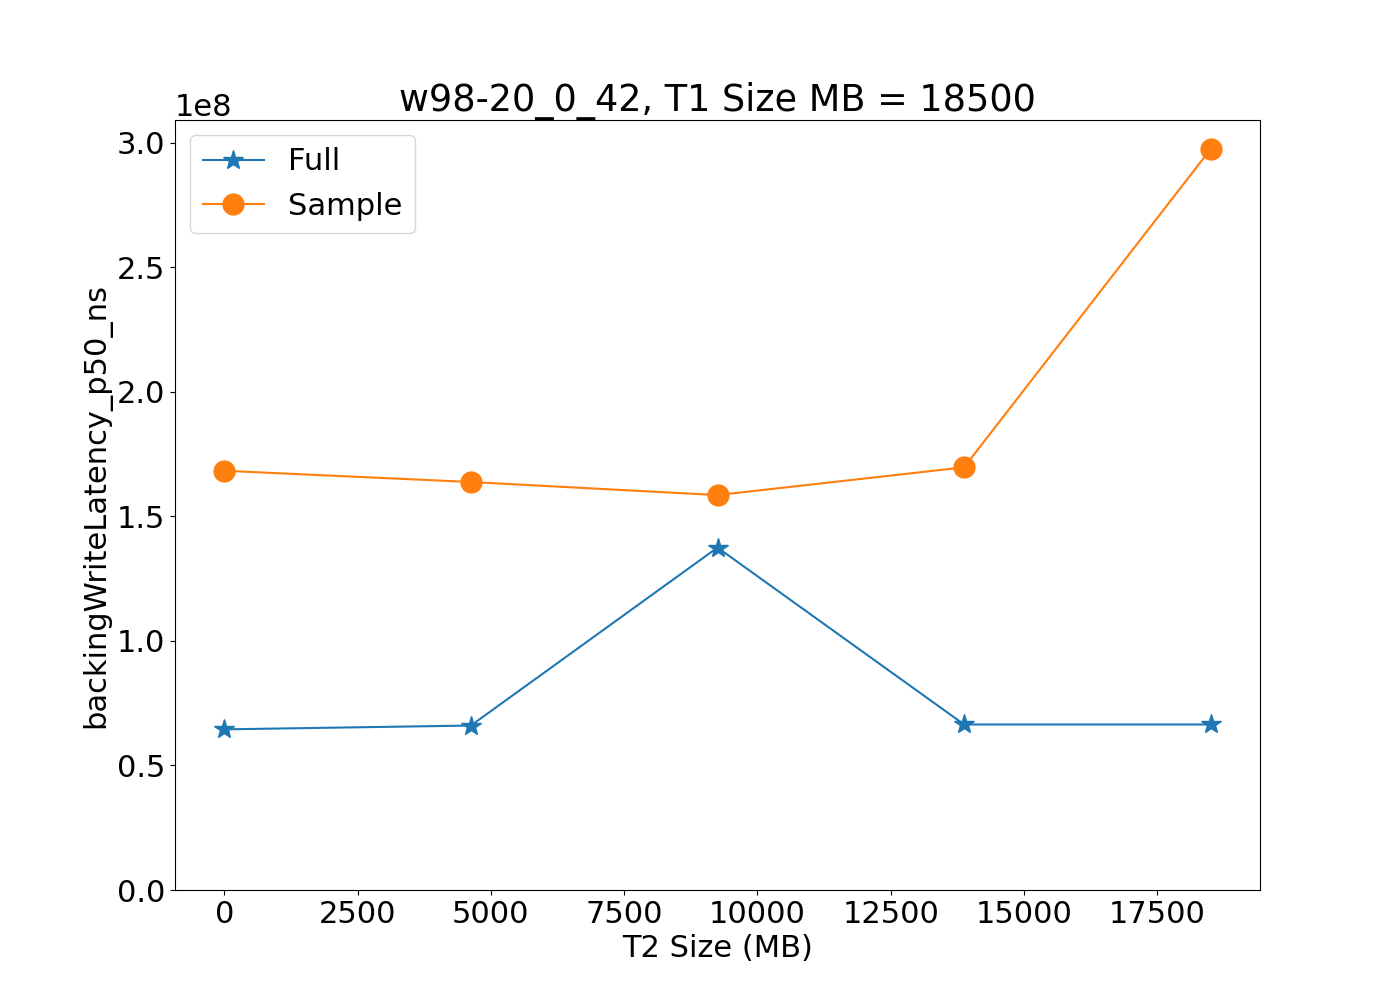 w98-20_0_42, T1 Size MB = 18500
1e8
Full
Sample
3.0
2.5
2.0
1.5
1.0
0.5
0.0
backingWriteLatency_p50_ns
0 2500 5000 7500 10000 12500 15000 17500
T2 Size (MB)